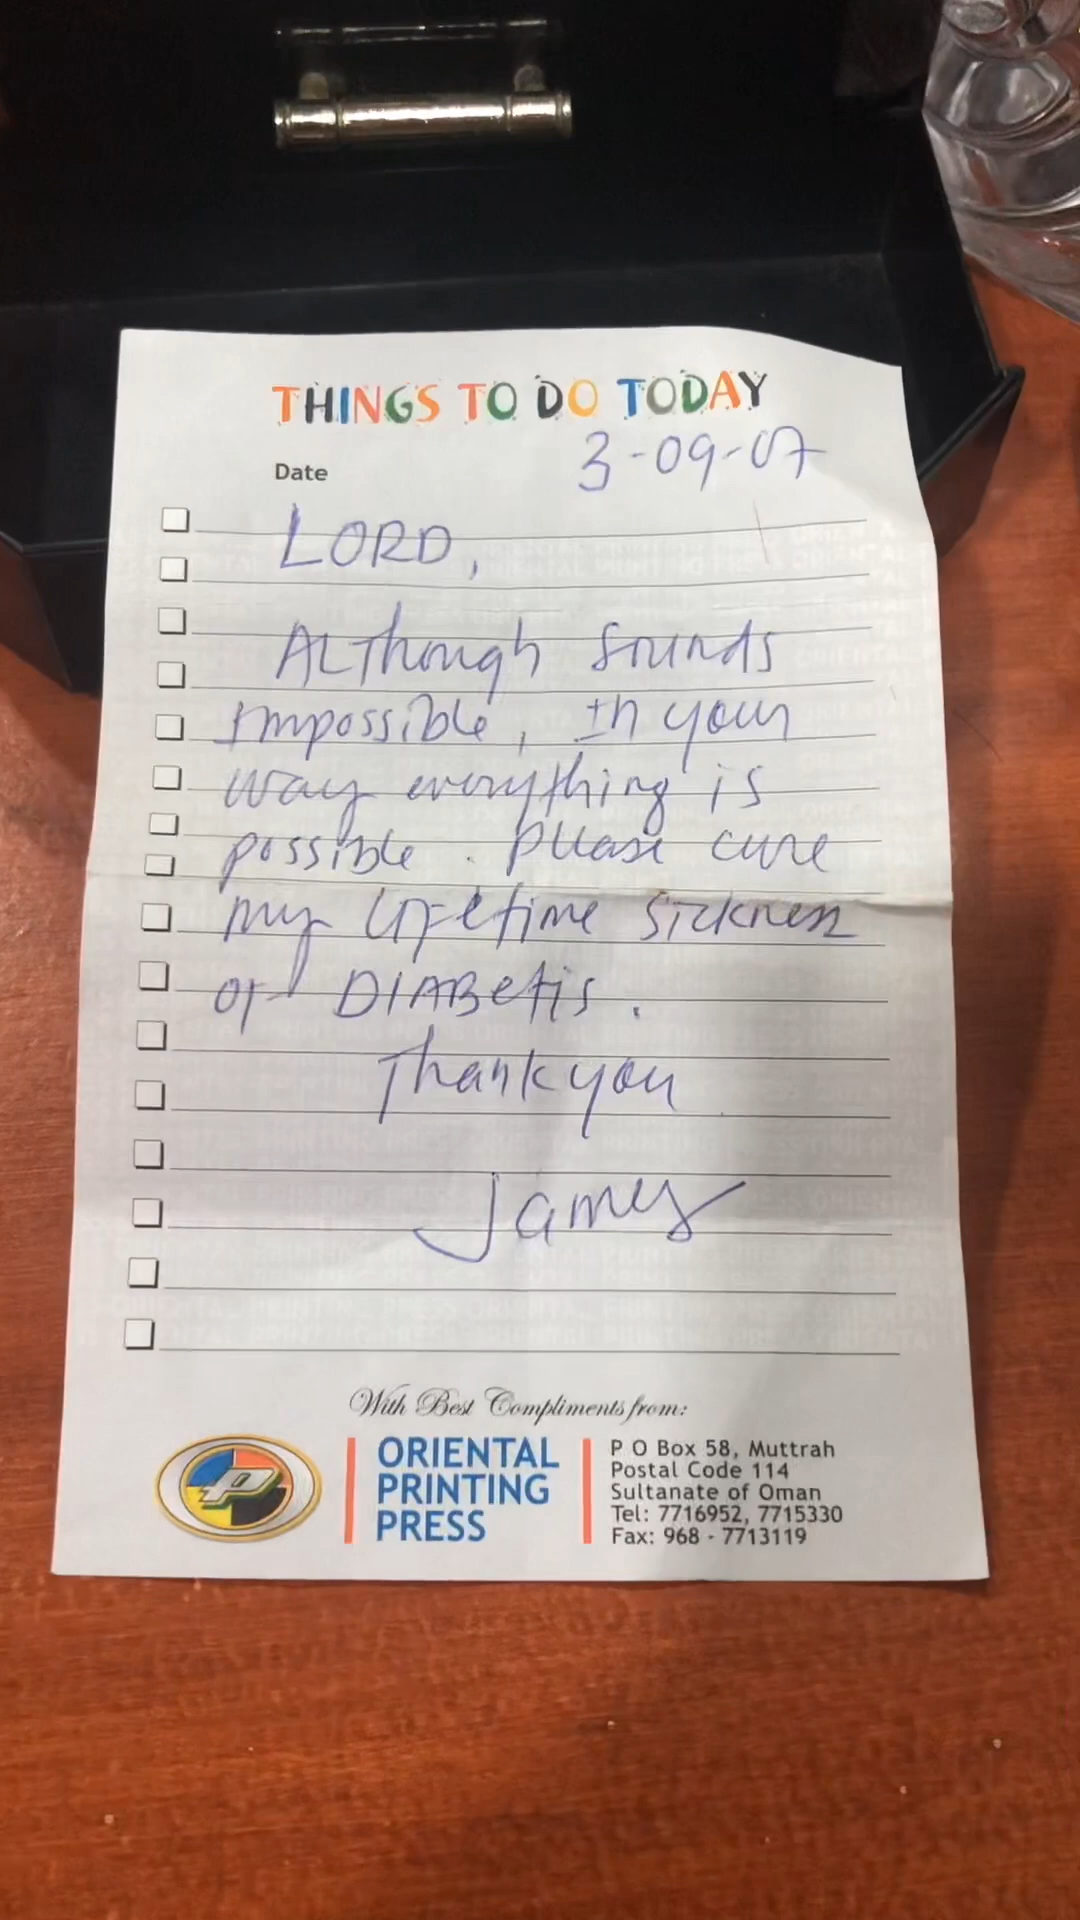 THINGS TO DO TODAY
Date 3-09-07
LORD,
Although sounds
Impossible, In your
way everything is
possible. please cure
my lifetime sickness
of DIABetis.
Thank you
James
With Best Compliments from:
ORIENTAL
PRINTING
PRESS
P O Box 58, Muttrah
Postal Code 114
Sultanate of Oman
Tel: 7716952, 7715330
Fax: 968 - 7713119